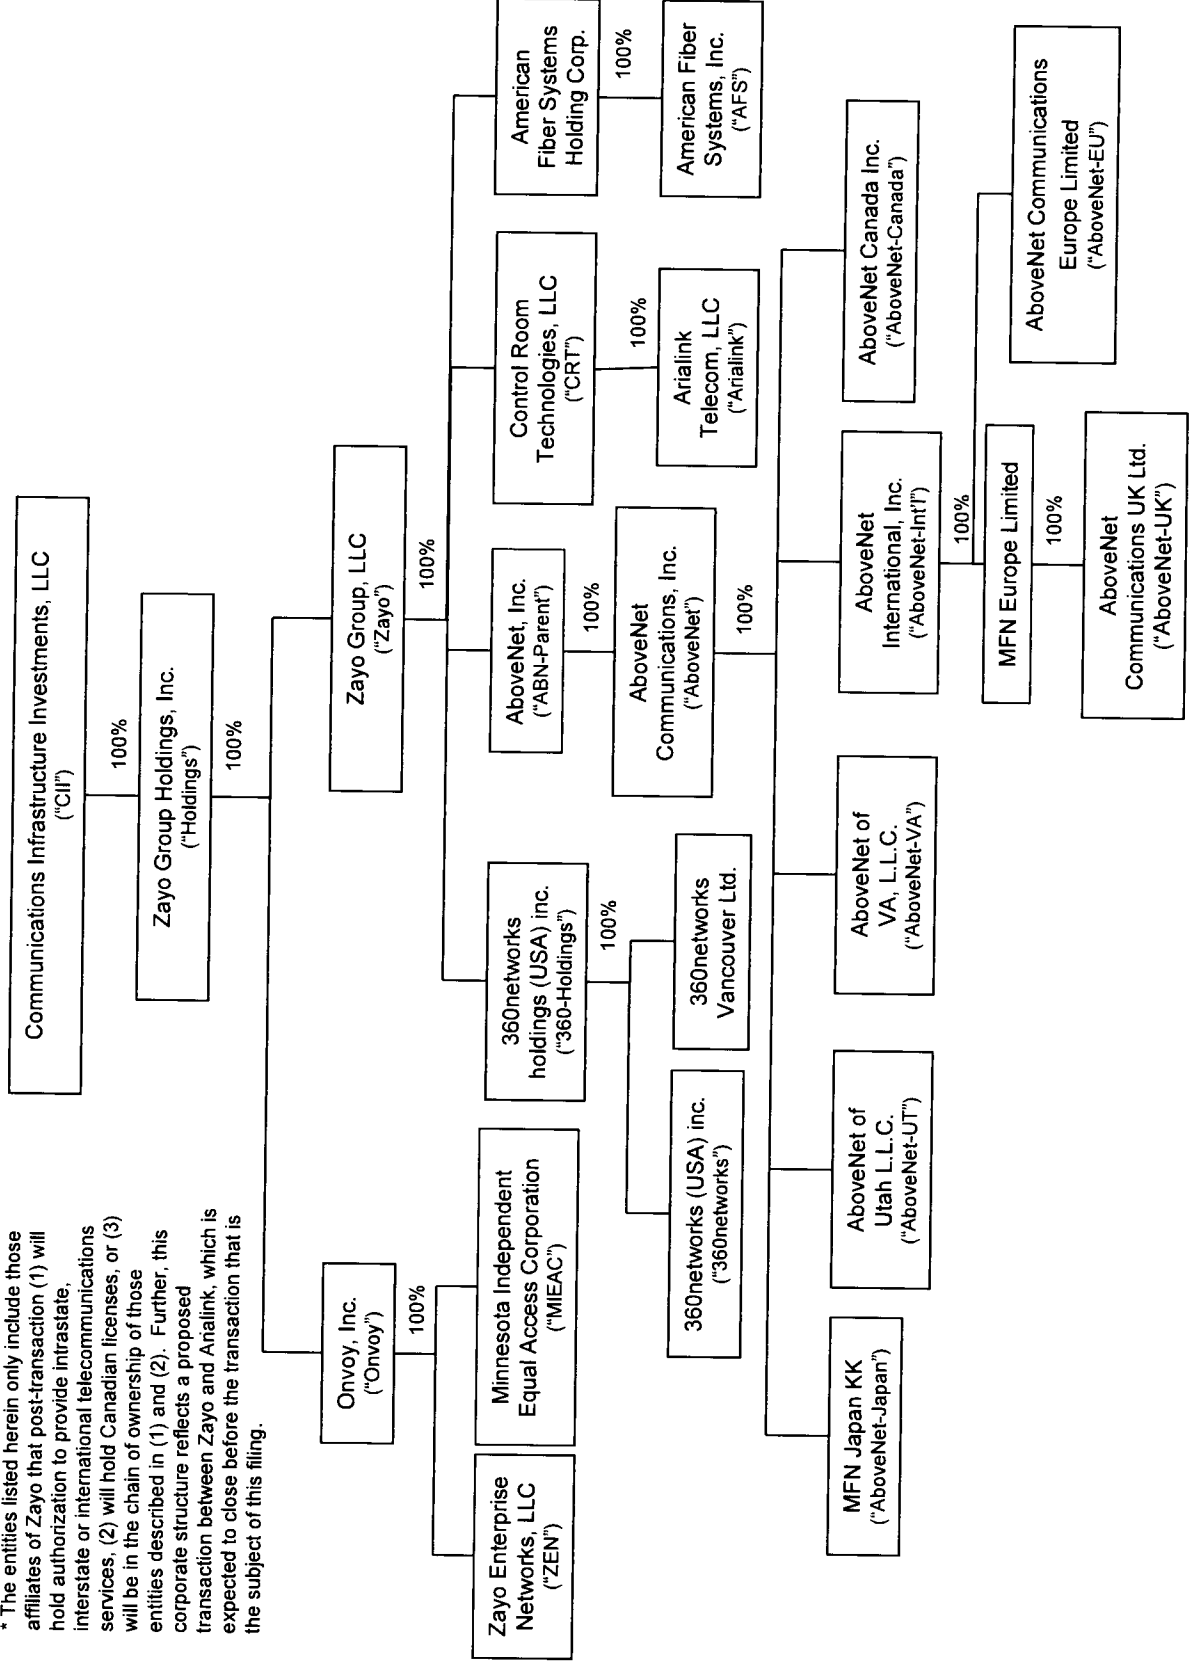 * The entities listed herein only include those
affiliates of Zayo that post-transaction (1) will
hold authorization to provide intrastate,
interstate or international telecommunications
services, (2) will hold Canadian licenses, or (3)
will be in the chain of ownership of those
entities described in (1) and (2). Further, this
corporate structure reflects a proposed
transaction between Zayo and Arialink, which is
expected to close before the transaction that is
the subject of this filing.
Communications Infrastructure Investments, LLC
("CII")
100%
Zayo Group Holdings, Inc.
("Holdings")
100%
Onvoy, Inc.
("Onvoy")
100%
Zayo Group, LLC
("Zayo")
100%
Zayo Enterprise
Networks, LLC
("ZEN")
Minnesota Independent
Equal Access Corporation
("MIEAC")
360networks
holdings (USA) inc.
("360-Holdings")
100%
AboveNet, Inc.
("ABN-Parent")
100%
Control Room
Technologies, LLC
("CRT")
100%
American
Fiber Systems
Holding Corp.
100%
360networks (USA) inc.
("360networks")
360networks
Vancouver Ltd.
AboveNet
Communications, Inc.
("AboveNet")
100%
Arialink
Telecom, LLC
("Arialink")
American Fiber
Systems, Inc.
("AFS")
MFN Japan KK
("AboveNet-Japan")
AboveNet of
Utah L.L.C.
("AboveNet-UT")
AboveNet of
VA, L.L.C.
("AboveNet-VA")
AboveNet
International, Inc.
("AboveNet-Int'l")
100%
AboveNet Canada Inc.
("AboveNet-Canada")
MFN Europe Limited
100%
AboveNet Communications
Europe Limited
("AboveNet-EU")
AboveNet
Communications UK Ltd.
("AboveNet-UK")